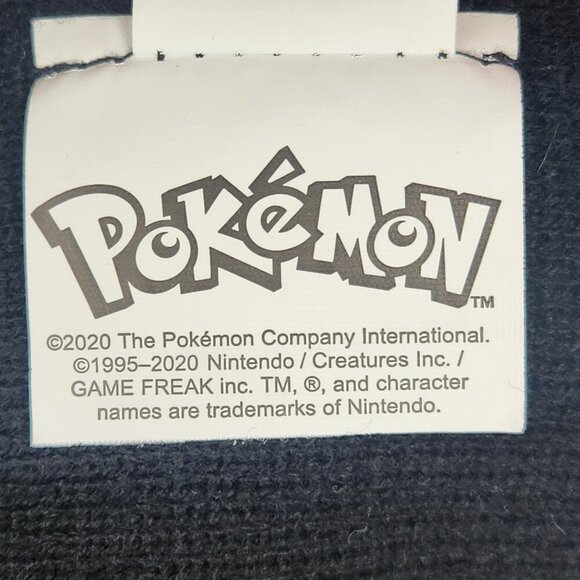 POKéMON TM
©2020 The Pokémon Company International.
©1995–2020 Nintendo / Creatures Inc. /
GAME FREAK inc. TM, ®, and character
names are trademarks of Nintendo.